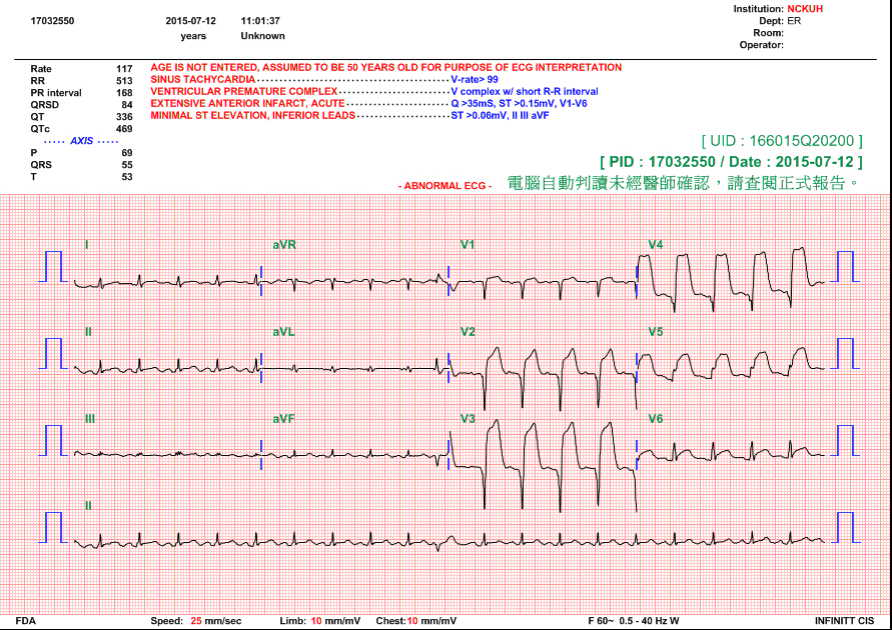 Institution: NCKUH
17032550 2015-07-12 11:01:37 Dept: ER
years Unknown Room:
Operator:
Rate 117 AGE IS NOT ENTERED, ASSUMED TO BE 50 YEARS OLD FOR PURPOSE OF ECG INTERPRETATION
RR 513 SINUS TACHYCARDIA - - - - - - - - - - - - - - - - - - - - V-rate> 99
PR interval 168 VENTRICULAR PREMATURE COMPLEX - - - - - - - - - - - - V complex w/ short R-R interval
QRSD 84 EXTENSIVE ANTERIOR INFARCT, ACUTE - - - - - - - - - - - Q >35mS, ST >0.15mV, V1-V6
QT 336 MINIMAL ST ELEVATION, INFERIOR LEADS - - - - - - - - - - ST >0.06mV, II III aVF
QTc 469
- - - - - AXIS - - - - -
P 69
QRS 55
T 53
[ UID : 166015Q20200 ]
[ PID : 17032550 / Date : 2015-07-12 ]
- ABNORMAL ECG - 電腦自動判讀未經醫師確認，請查閱正式報告。
I aVR V1 V4
II aVL V2 V5
III aVF V3 V6
II
FDA Speed: 25 mm/sec Limb: 10 mm/mV Chest: 10 mm/mV F 60~ 0.5 - 40 Hz W INFINITT CIS